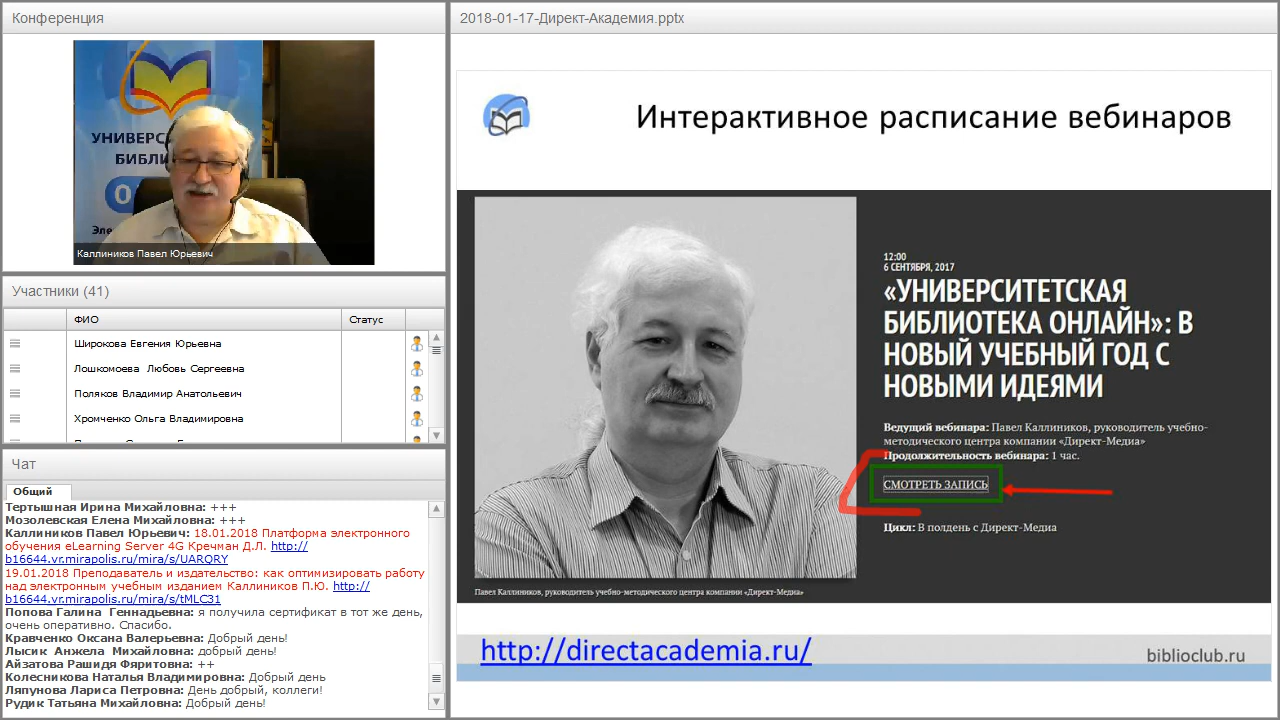 Конференция
УНИВЕРС
БИБЛИ
Эле
Каллиников Павел Юрьевич
Участники (41)
ФИО
Статус
Широкова Евгения Юрьевна
Лошкомоева Любовь Сергеевна
Поляков Владимир Анатольевич
Хромченко Ольга Владимировна
Чат
Общий
Тертышная Ирина Михайловна: +++
Мозолевская Елена Михайловна: +++
Каллиников Павел Юрьевич: 18.01.2018 Платформа электронного
обучения eLearning Server 4G Кречман Д.Л. http://
b16644.vr.mirapolis.ru/mira/s/UARQRY
19.01.2018 Преподаватель и издательство: как оптимизировать работу
над электронным учебным изданием Каллиников П.Ю. http://
b16644.vr.mirapolis.ru/mira/s/tMLC31
Попова Галина Геннадьевна: я получила сертификат в тот же день,
очень оперативно. Спасибо.
Кравченко Оксана Валерьевна: Добрый день!
Лысик Анжела Михайловна: добрый день!
Айзатова Рашидя Фяритовна: ++
Колесникова Наталья Владимировна: Добрый день
Ляпунова Лариса Петровна: День добрый, коллеги!
Рудик Татьяна Михайловна: Добрый день!
2018-01-17-Директ-Академия.pptx
Интерактивное расписание вебинаров
12:00
6 СЕНТЯБРЯ, 2017
«УНИВЕРСИТЕТСКАЯ
БИБЛИОТЕКА ОНЛАЙН»: В
НОВЫЙ УЧЕБНЫЙ ГОД С
НОВЫМИ ИДЕЯМИ
Ведущий вебинара: Павел Каллиников, руководитель учебно-
методического центра компании «Директ-Медиа»
Продолжительность вебинара: 1 час.
СМОТРЕТЬ ЗАПИСЬ
Цикл: В полдень с Директ-Медиа
Павел Каллиников, руководитель учебно-методического центра компании «Директ-Медиа»
http://directacademia.ru/
biblioclub.ru